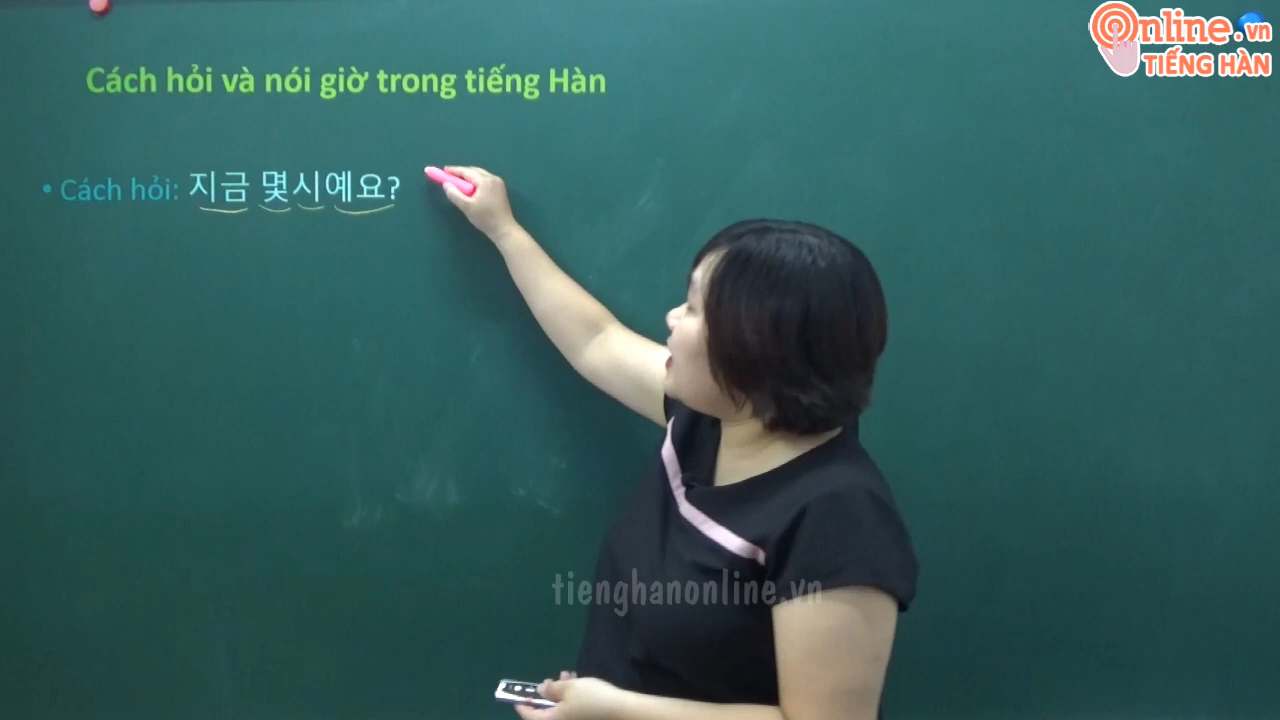 Online.vn
TIẾNG HÀN
Cách hỏi và nói giờ trong tiếng Hàn
• Cách hỏi: 지금 몇시예요?
tienghanonline.vn